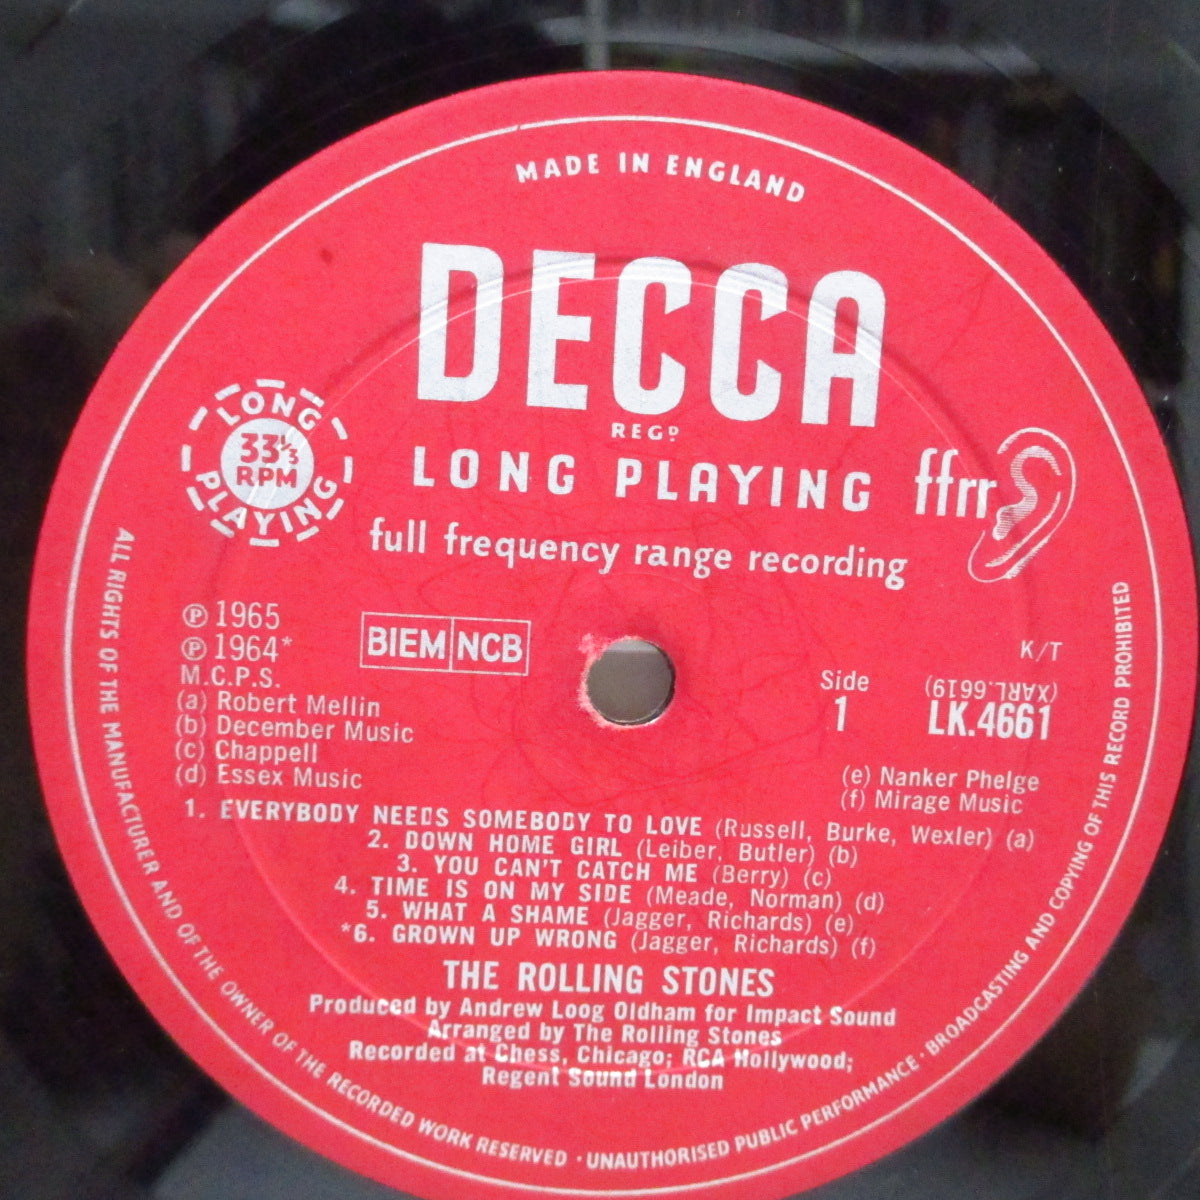 MADE IN ENGLAND
DECCA
REGD.
LONG PLAYING
ffrr
full frequency range recording
LONG
33⅓
RPM
PLAYING
℗ 1965
℗ 1964*
M.C.P.S.
(a) Robert Mellin
(b) December Music
(c) Chappell
(d) Essex Music
BIEM NCB
K/T
Side
1
(XARL.6619)
LK.4661
(e) Nanker Phelge
(f) Mirage Music
1. EVERYBODY NEEDS SOMEBODY TO LOVE (Russell, Burke, Wexler) (a)
2. DOWN HOME GIRL (Leiber, Butler) (b)
3. YOU CAN'T CATCH ME (Berry) (c)
4. TIME IS ON MY SIDE (Meade, Norman) (d)
5. WHAT A SHAME (Jagger, Richards) (e)
*6. GROWN UP WRONG (Jagger, Richards) (f)
THE ROLLING STONES
Produced by Andrew Loog Oldham for Impact Sound
Arranged by The Rolling Stones
Recorded at Chess, Chicago; RCA Hollywood;
Regent Sound London
ALL RIGHTS OF THE MANUFACTURER AND OF THE OWNER OF THE RECORDED WORK RESERVED · UNAUTHORISED PUBLIC PERFORMANCE · BROADCASTING AND COPYING OF THIS RECORD PROHIBITED